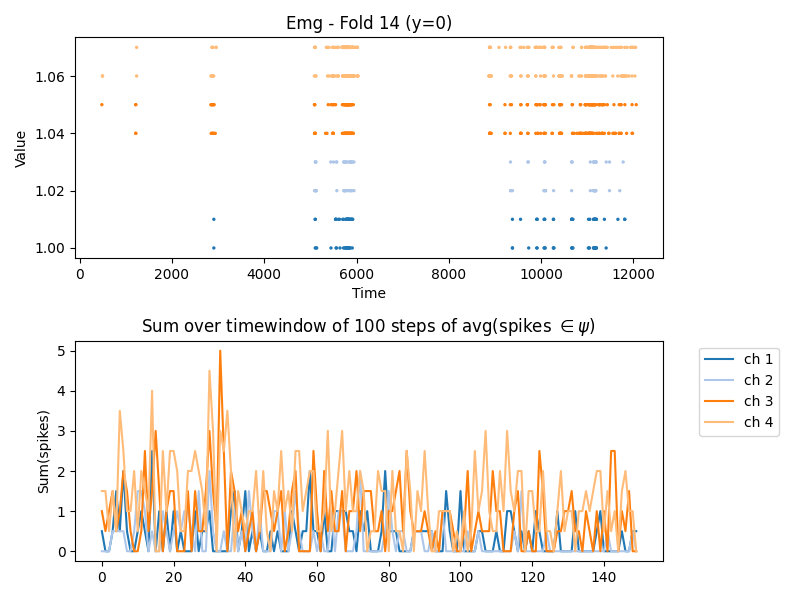 Emg - Fold 14 (y=0)
Value
1.06
1.04
1.02
1.00
0 2000 4000 6000 8000 10000 12000
Time
Sum over timewindow of 100 steps of avg(spikes ∈ψ)
Sum(spikes)
5
4
3
2
1
0
0 20 40 60 80 100 120 140
ch 1
ch 2
ch 3
ch 4